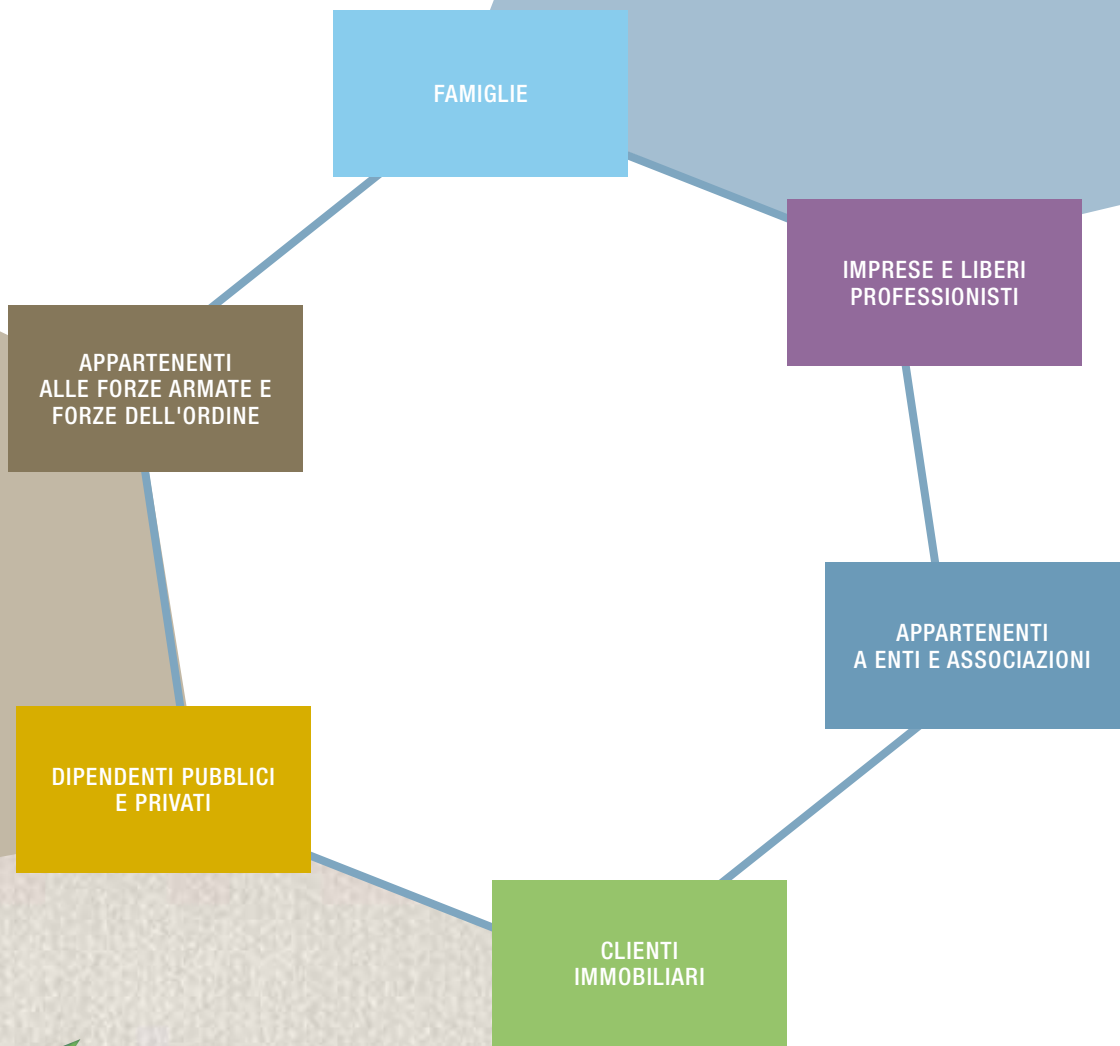 FAMIGLIE
IMPRESE E LIBERI
PROFESSIONISTI
APPARTENENTI
ALLE FORZE ARMATE E
FORZE DELL'ORDINE
APPARTENENTI
A ENTI E ASSOCIAZIONI
DIPENDENTI PUBBLICI
E PRIVATI
CLIENTI
IMMOBILIARI